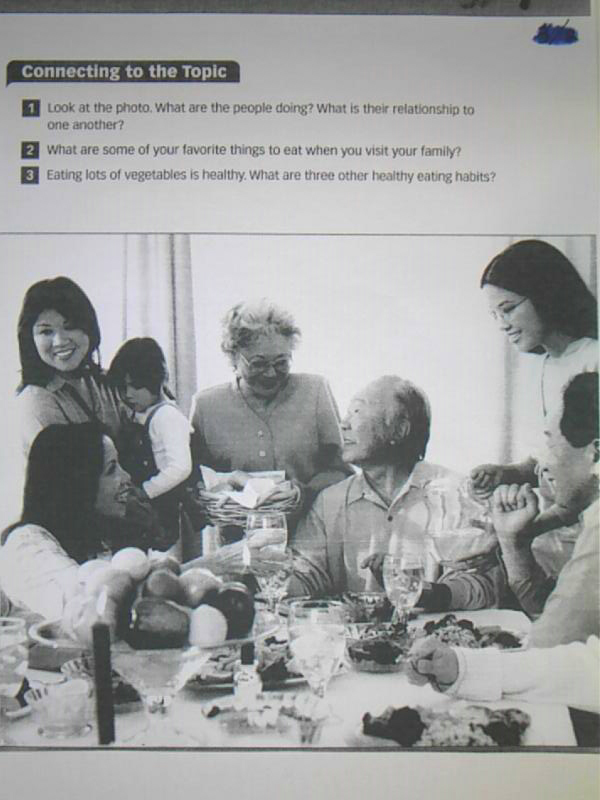 Connecting to the Topic
1 Look at the photo. What are the people doing? What is their relationship to
one another?
2 What are some of your favorite things to eat when you visit your family?
3 Eating lots of vegetables is healthy. What are three other healthy eating habits?